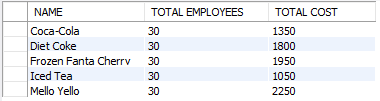 NAME TOTAL EMPLOYEES TOTAL COST
Coca-Cola 30 1350
Diet Coke 30 1800
Frozen Fanta Cherry 30 1950
Iced Tea 30 1050
Mello Yello 30 2250